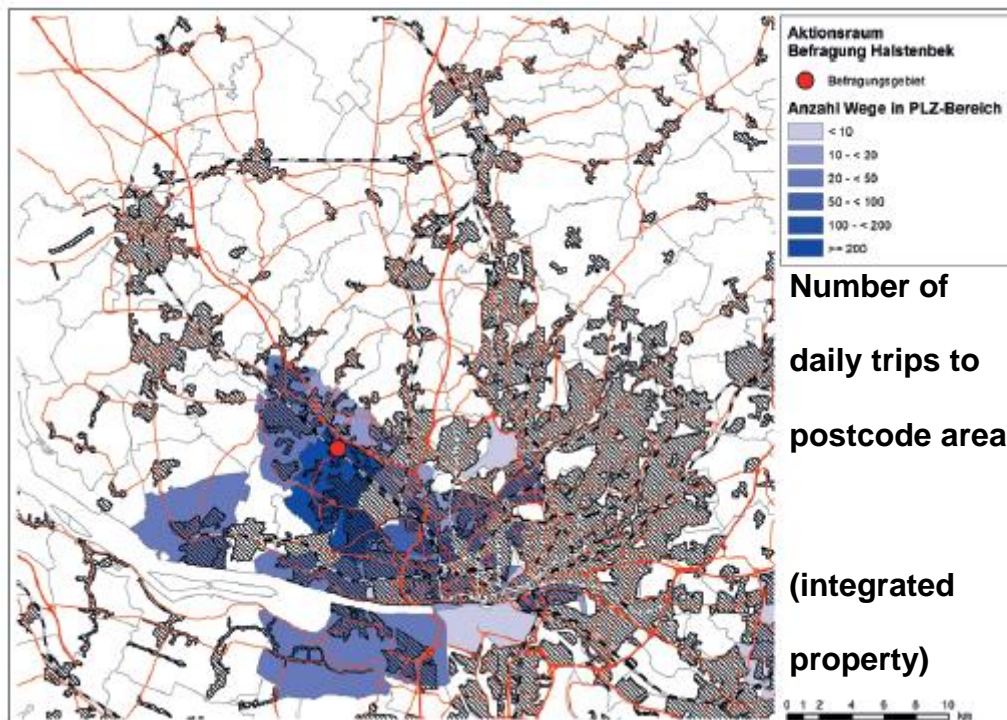 Aktionsraum
Befragung Halstenbek
Befragungsgebiet
Anzahl Wege in PLZ-Bereich
< 10
10 - < 20
20 - < 50
50 - < 100
100 - < 200
>= 200
Number of
daily trips to
postcode area
(integrated
property)
0 1 2 4 6 8 10
km